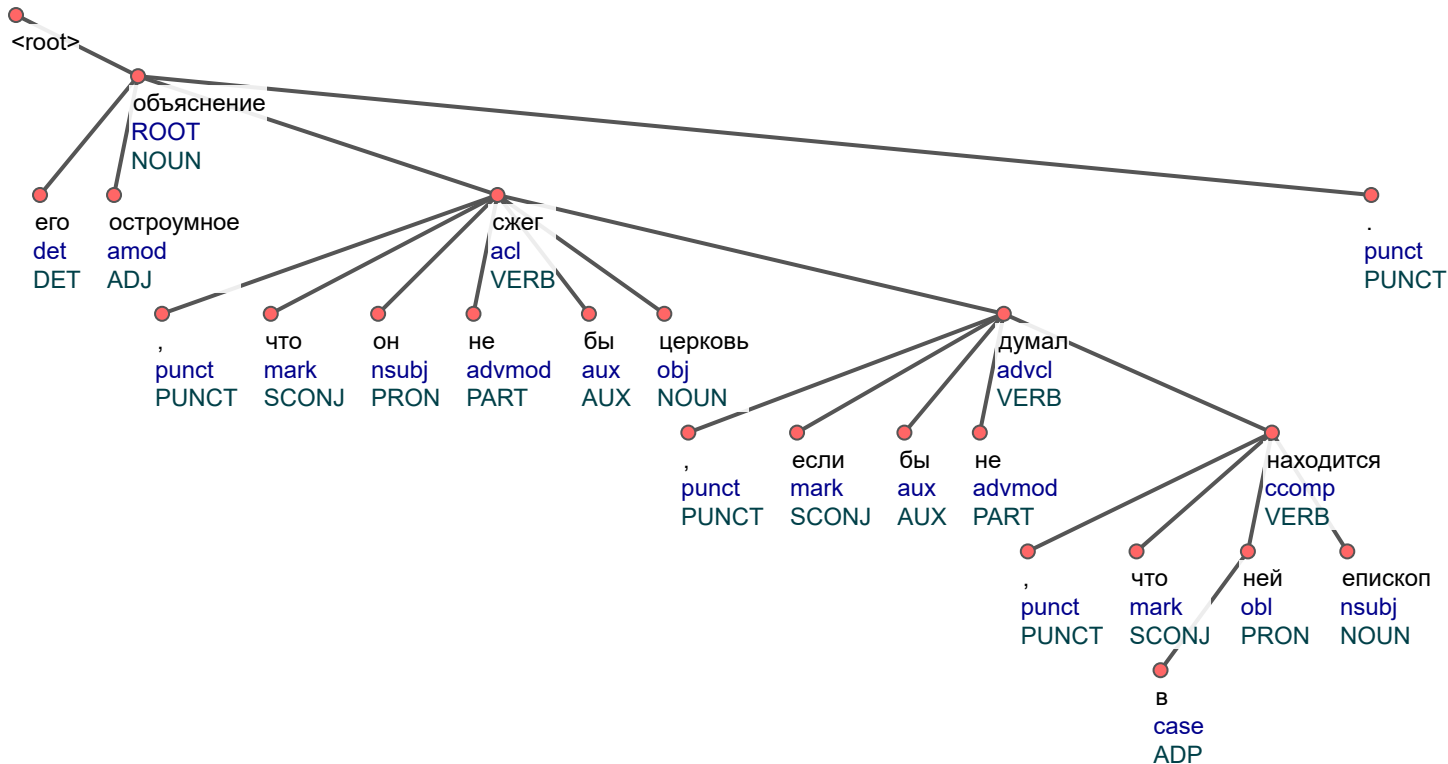 <root>
объяснение
ROOT
NOUN
его остроумное сжег .
det amod acl punct
DET ADJ VERB PUNCT
, что он не бы церковь думал
punct mark nsubj advmod aux obj advcl
PUNCT SCONJ PRON PART AUX NOUN VERB
, если бы не находится
punct mark aux advmod ccomp
PUNCT SCONJ AUX PART VERB
, что ней епископ
punct mark obl nsubj
PUNCT SCONJ PRON NOUN
в
case
ADP